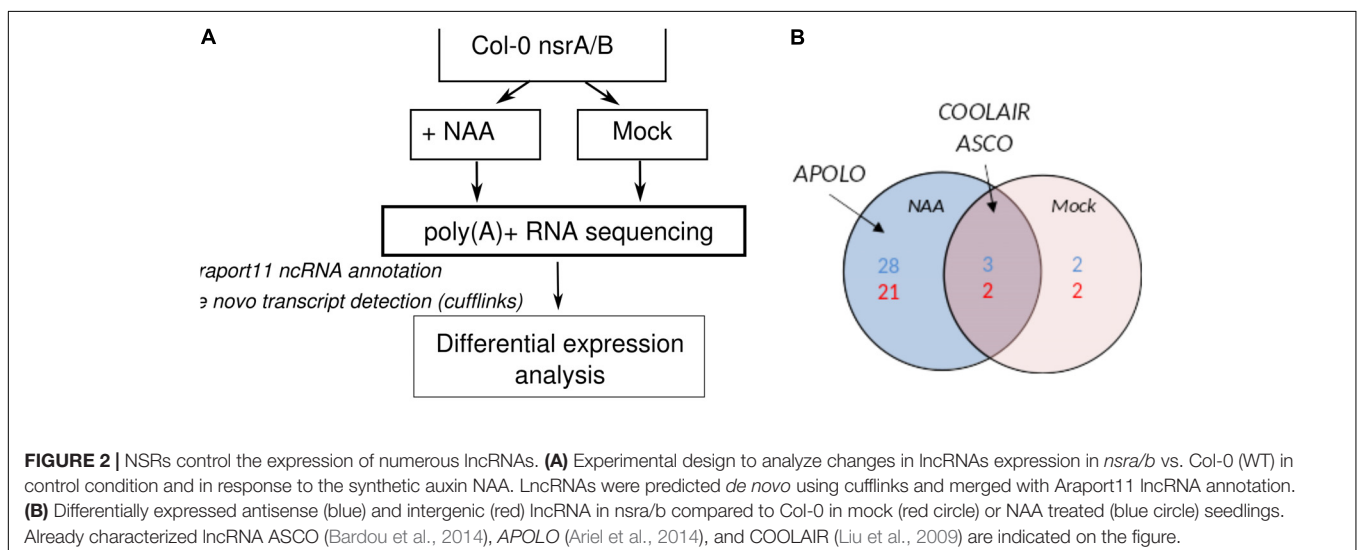 A
Col-0 nsrA/B
+ NAA
Mock
poly(A)+ RNA sequencing
raport11 ncRNA annotation
e novo transcript detection (cufflinks)
Differential expression
analysis
B
COOLAIR
ASCO
APOLO
NAA
Mock
28
3
2
21
2
2
FIGURE 2 | NSRs control the expression of numerous lncRNAs. (A) Experimental design to analyze changes in lncRNAs expression in nsra/b vs. Col-0 (WT) in
control condition and in response to the synthetic auxin NAA. LncRNAs were predicted de novo using cufflinks and merged with Araport11 lncRNA annotation.
(B) Differentially expressed antisense (blue) and intergenic (red) lncRNA in nsra/b compared to Col-0 in mock (red circle) or NAA treated (blue circle) seedlings.
Already characterized lncRNA ASCO (Bardou et al., 2014), APOLO (Ariel et al., 2014), and COOLAIR (Liu et al., 2009) are indicated on the figure.